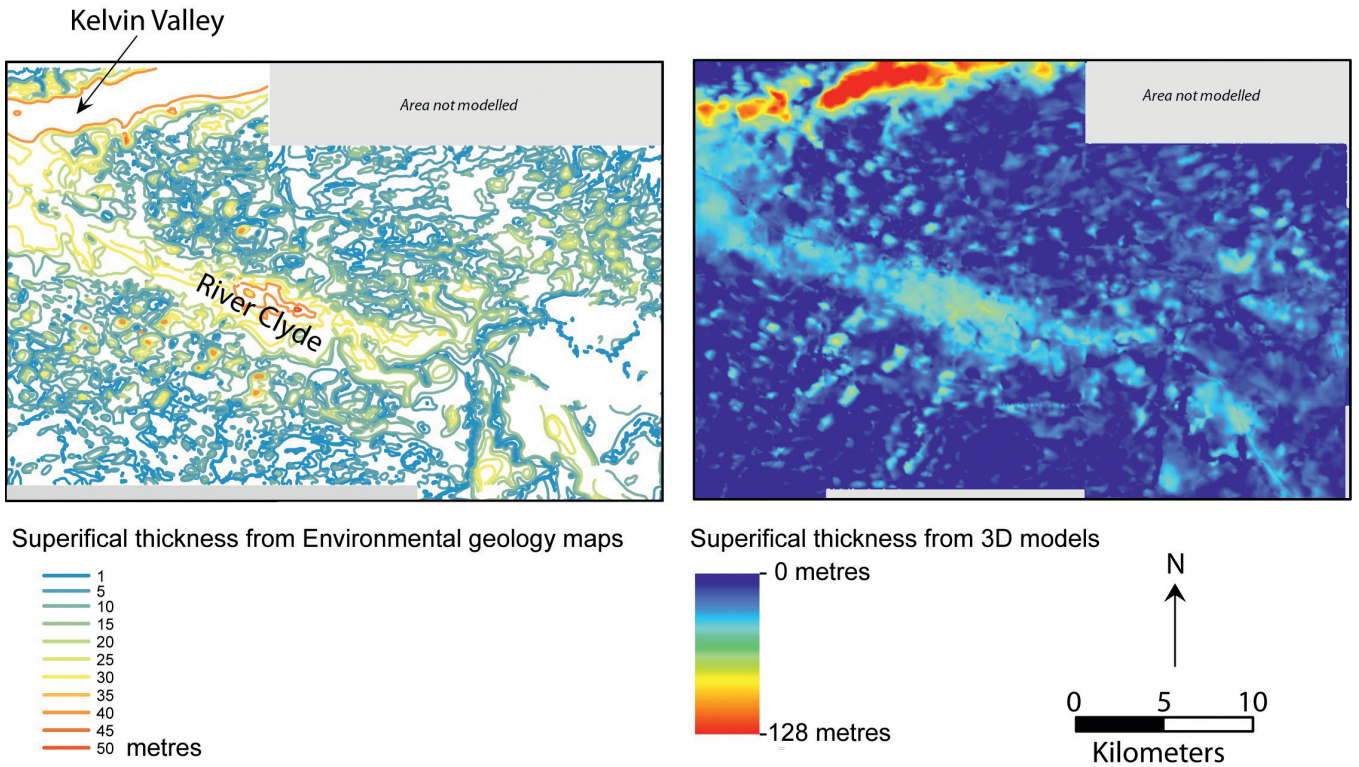 Kelvin Valley
Area not modelled
Area not modelled
River Clyde
Superifical thickness from Environmental geology maps
1
5
10
15
20
25
30
35
40
45
50 metres
Superifical thickness from 3D models
- 0 metres
-128 metres
N
0 5 10
Kilometers